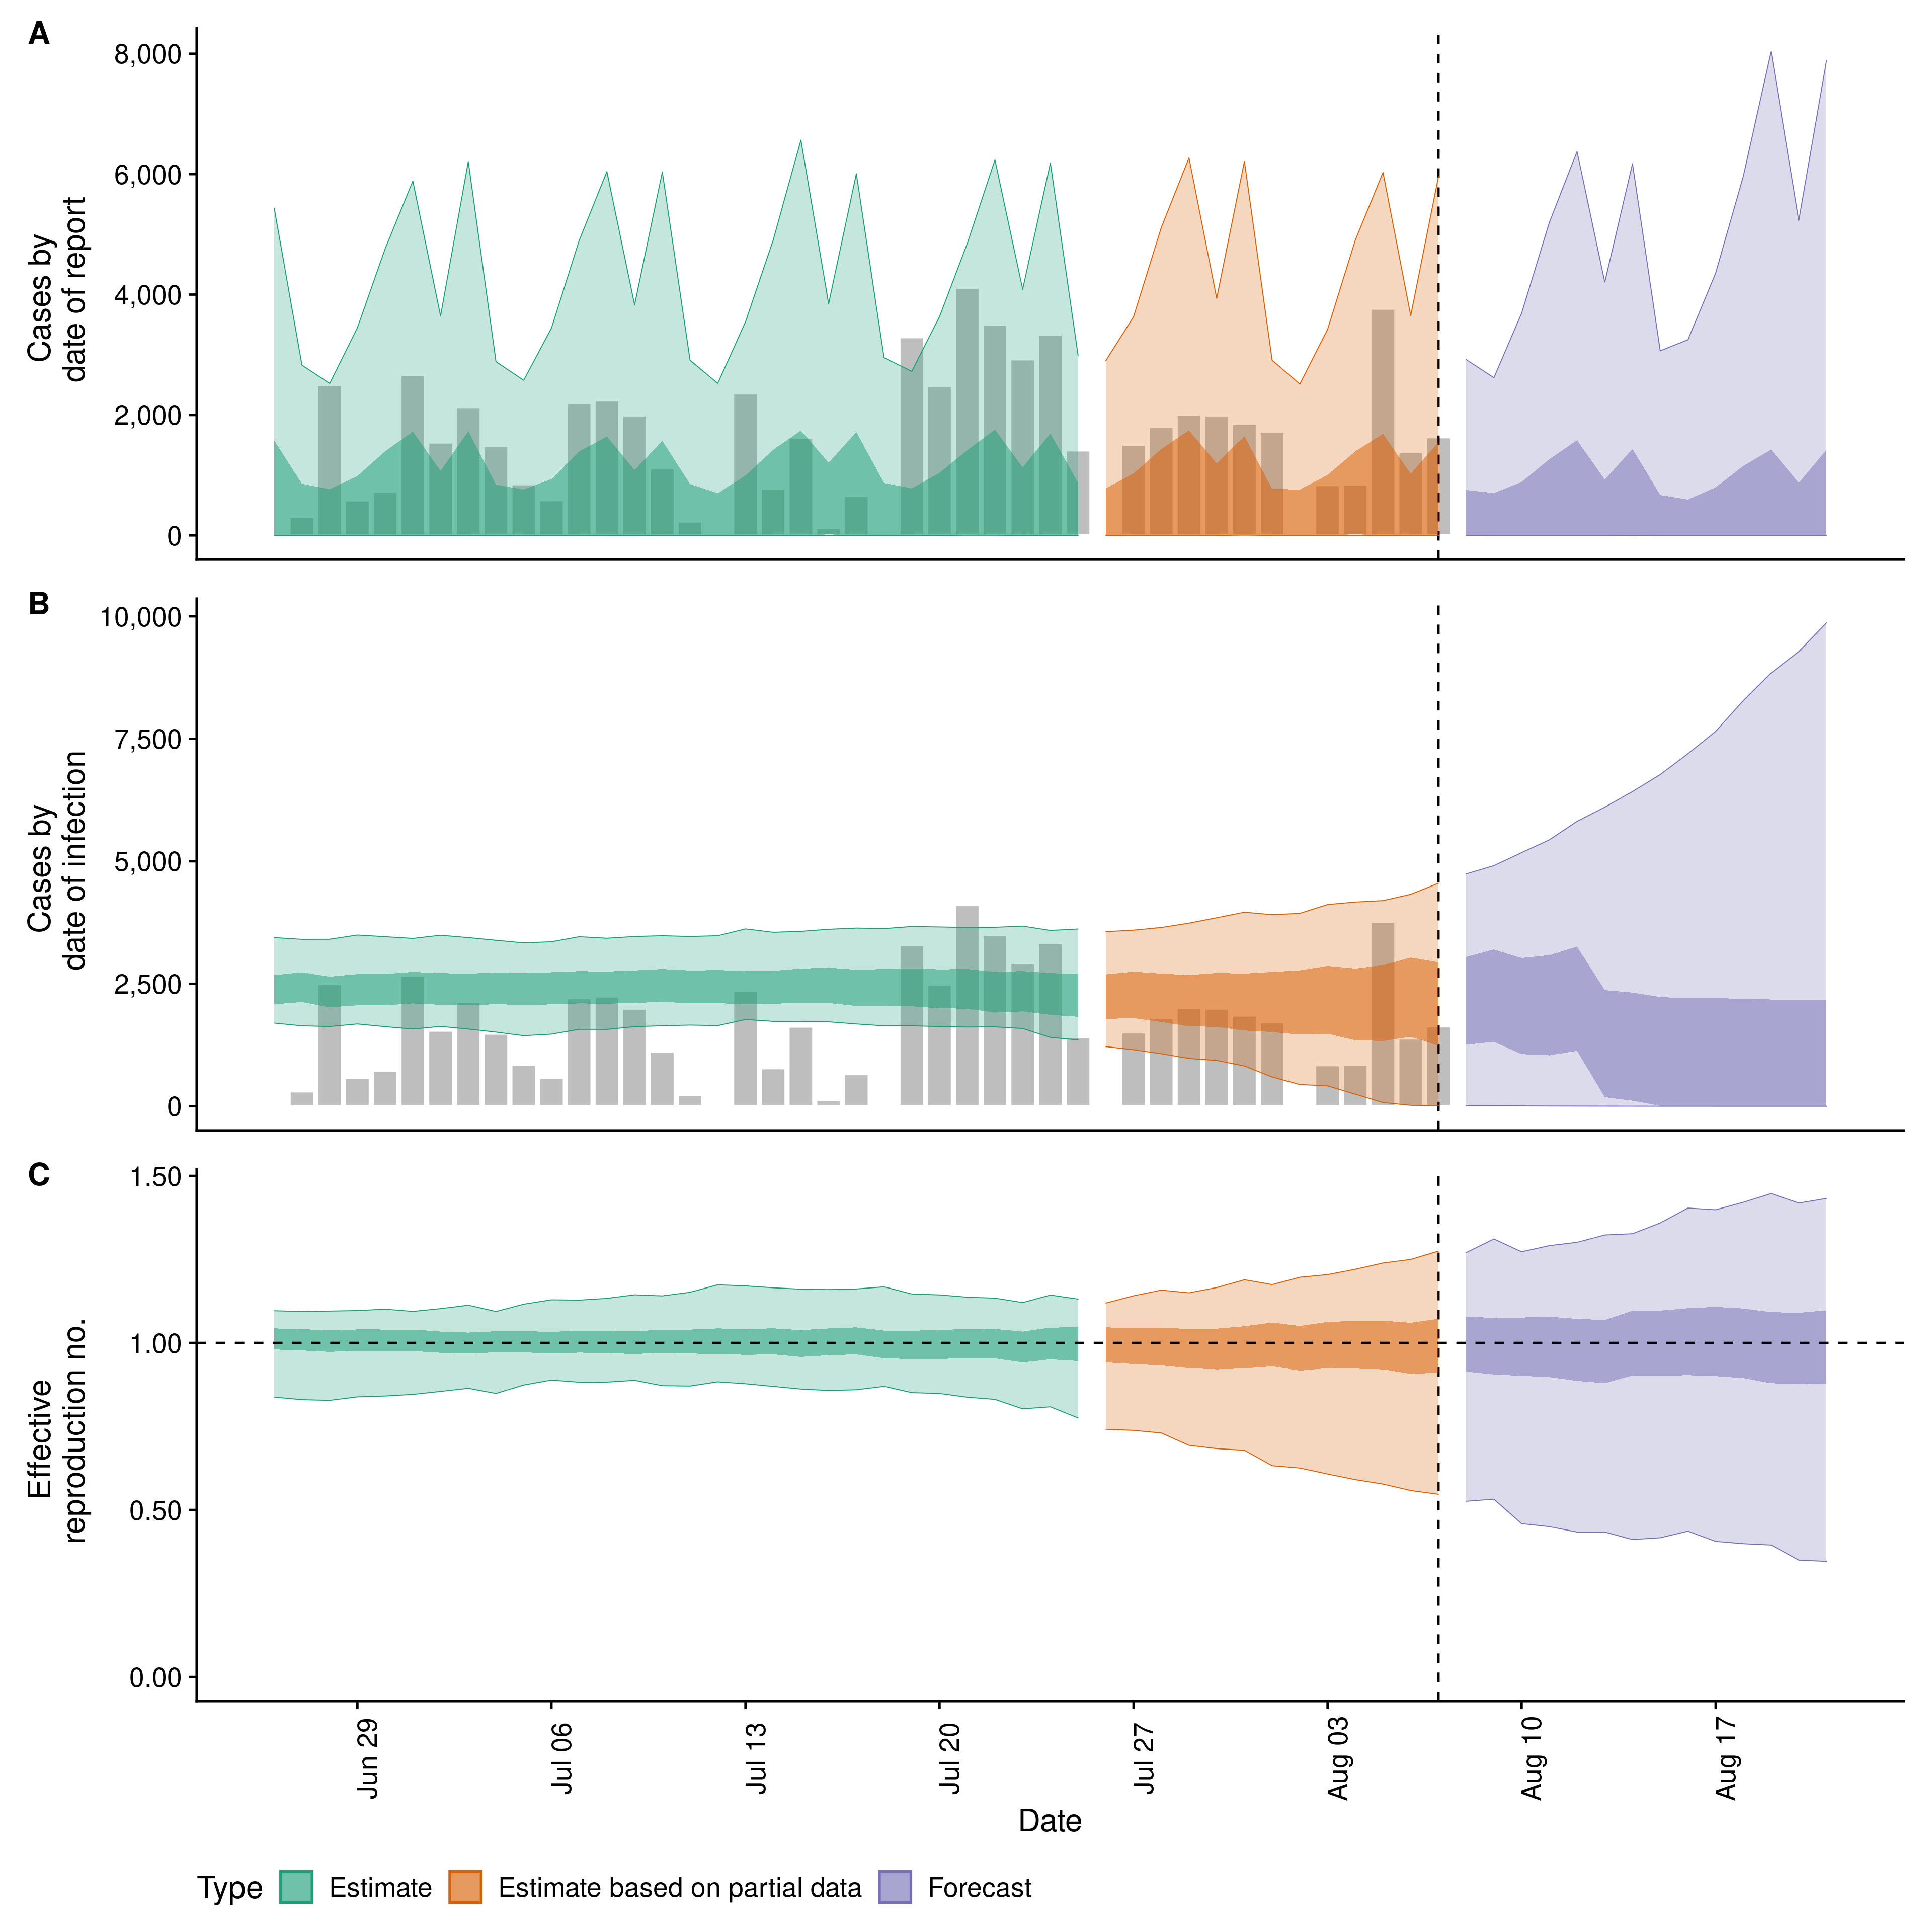 A
8,000
6,000
4,000
2,000
0
Cases by
date of report
B
10,000
7,500
5,000
2,500
0
Cases by
date of infection
C
1.50
1.00
0.50
0.00
Effective
reproduction no.
Jun 29
Jul 06
Jul 13
Jul 20
Jul 27
Aug 03
Aug 10
Aug 17
Date
Type
Estimate
Estimate based on partial data
Forecast